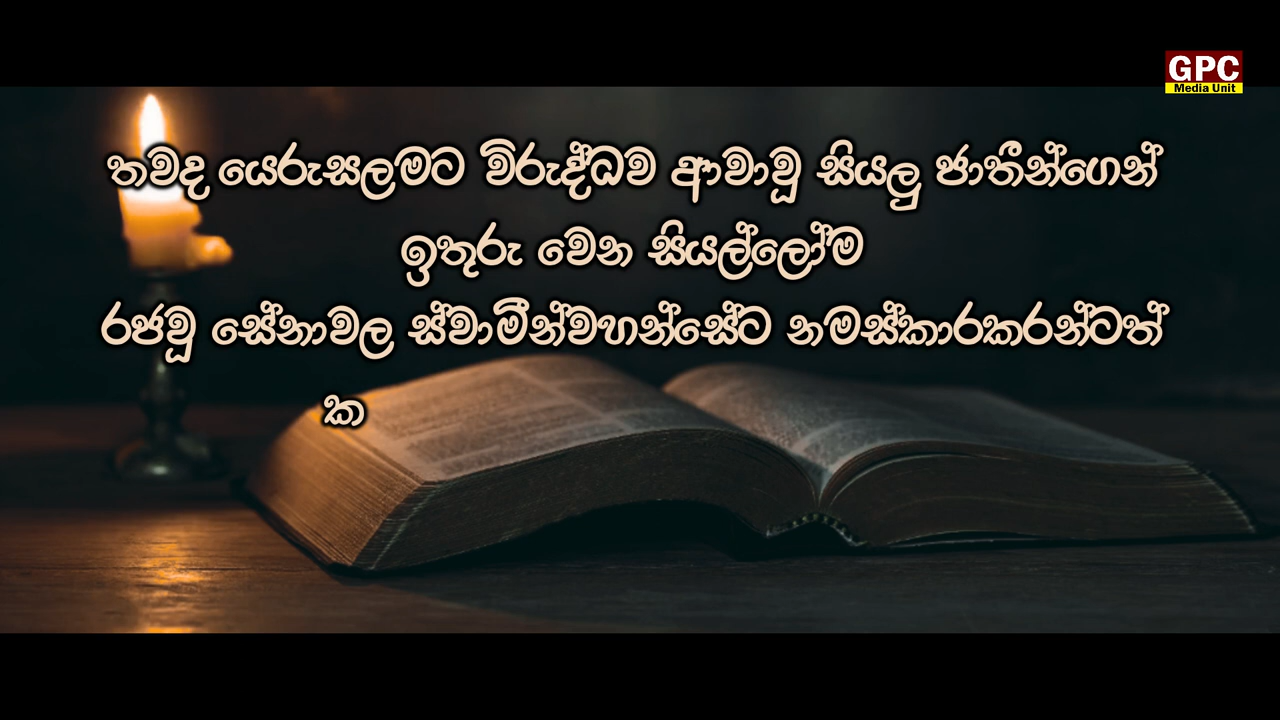 GPC
Media Unit
තවද යෙරුසලමට විරුද්ධව ආවාවූ සියලු ජාතීන්ගෙන්
ඉතුරු වෙන සියල්ලෝම
රජවූ සේනාවල ස්වාමීන්වහන්සේට නමස්කාරකරන්ටත්
ක